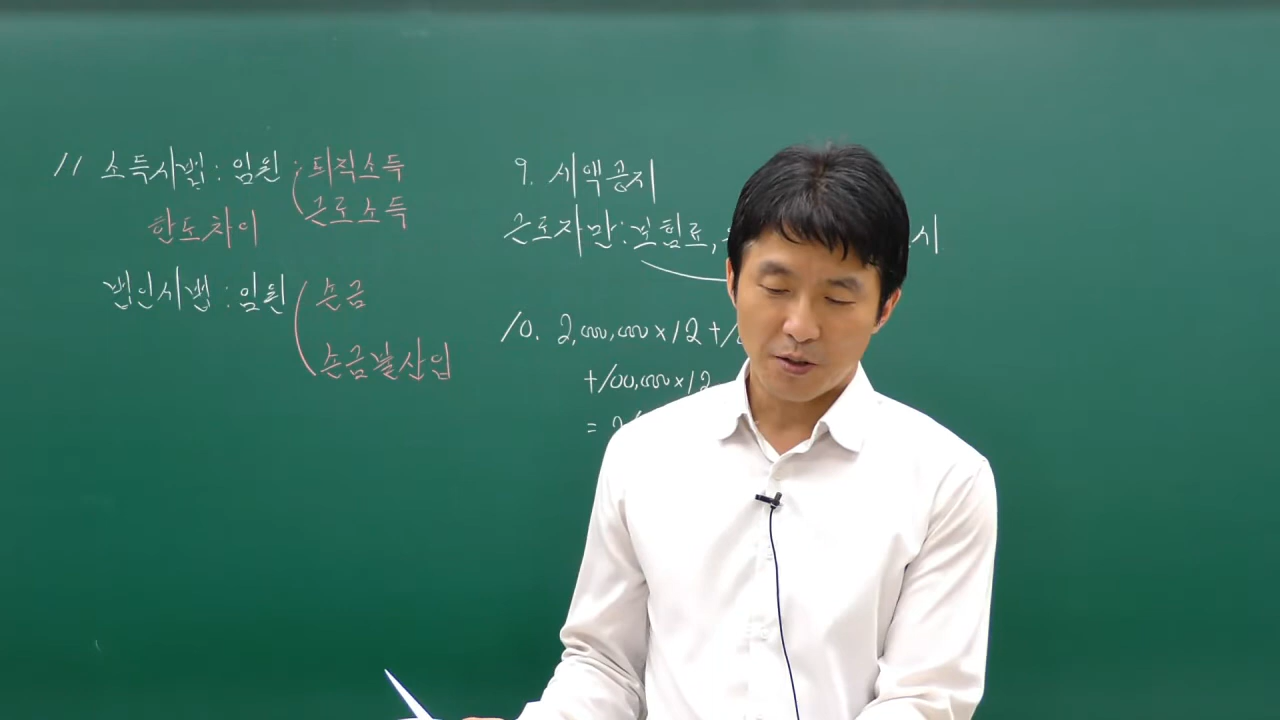 11 소득세법 : 임원 퇴직소득
근로소득
한도차이
법인세법 : 임원 손금
손금불산입
9. 세액공제
근로자만 : 보험료,
10. 2,000,000 × 12 + 1
+ 100,000 × 12
=